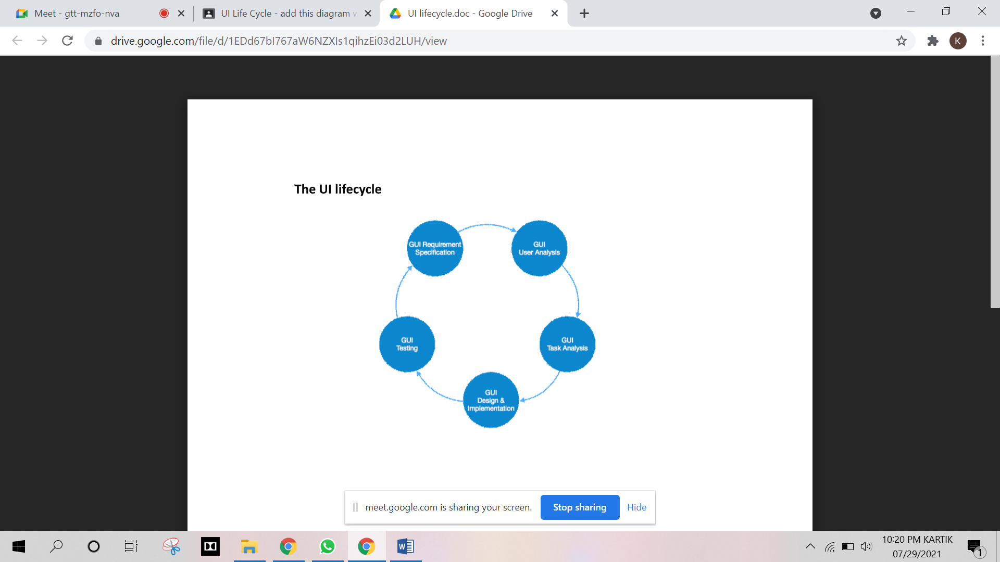 Meet - gtt-mzfo-nva
UI Life Cycle - add this diagram w
UI lifecycle.doc - Google Drive
drive.google.com/file/d/1EDd67bI767aW6NZXIs1qihzEi03d2LUH/view
K
The UI lifecycle
GUI Requirement
Specification
GUI
User Analysis
GUI
Testing
GUI
Task Analysis
GUI
Design &
Implementation
meet.google.com is sharing your screen.
Stop sharing
Hide
10:20 PM KARTIK
07/29/2021
1
W